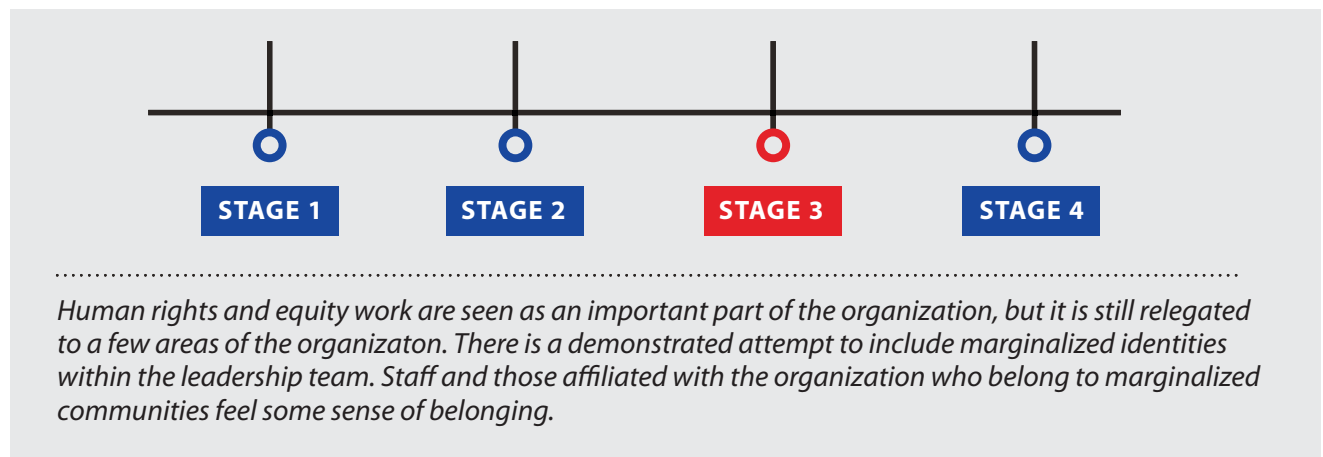 STAGE 1 STAGE 2 STAGE 3 STAGE 4
Human rights and equity work are seen as an important part of the organization, but it is still relegated
to a few areas of the organizaton. There is a demonstrated attempt to include marginalized identities
within the leadership team. Staff and those affiliated with the organization who belong to marginalized
communities feel some sense of belonging.